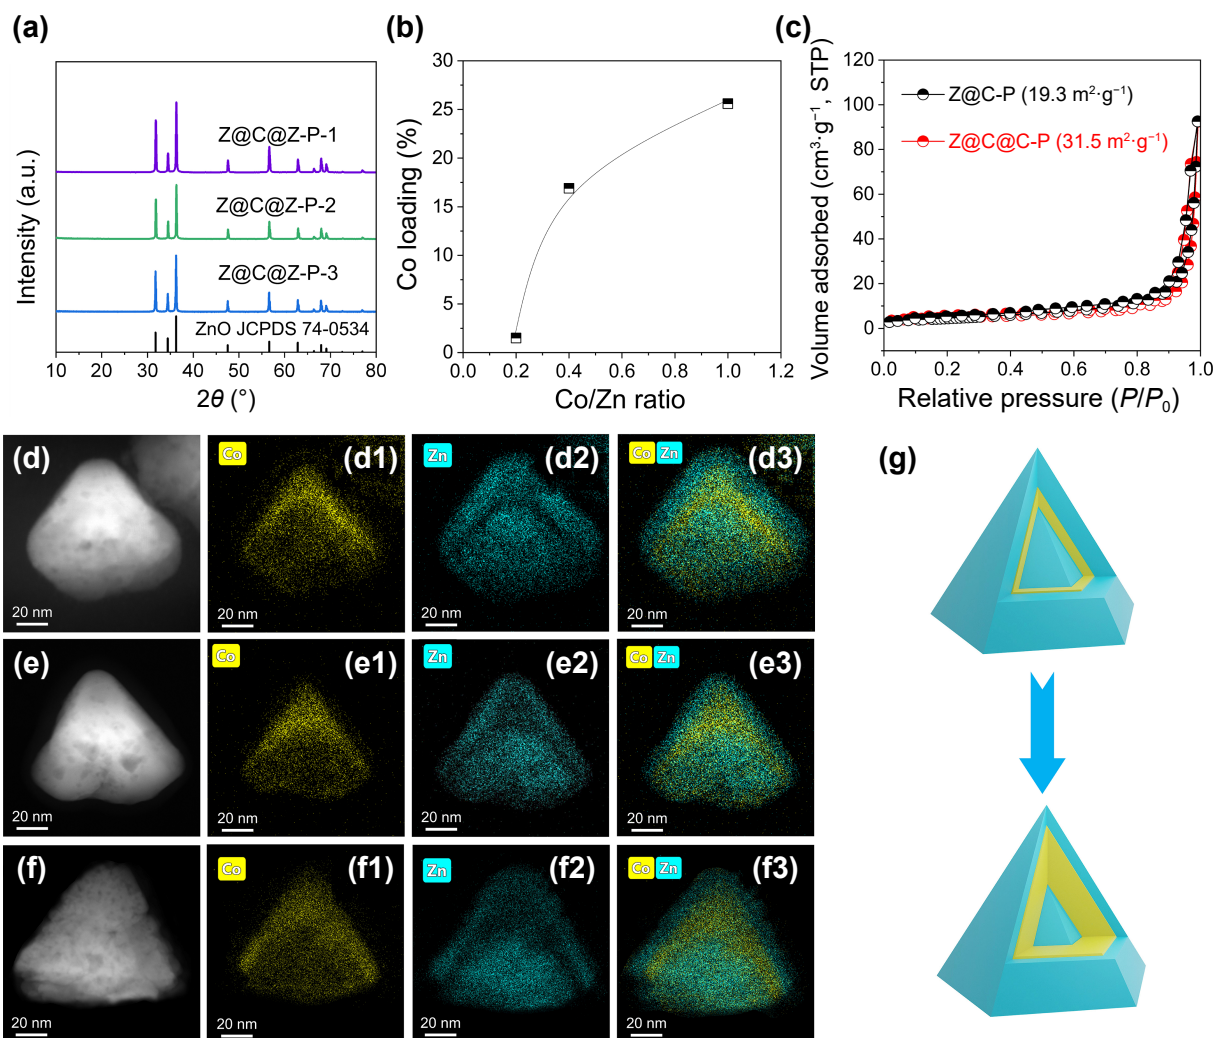 (a)
Z@C@Z-P-1
Z@C@Z-P-2
Z@C@Z-P-3
ZnO JCPDS 74-0534
Intensity (a.u.)
10 20 30 40 50 60 70 80
2θ (°)
(b)
30
25
20
15
10
5
0
0.0 0.2 0.4 0.6 0.8 1.0 1.2
Co loading (%)
Co/Zn ratio
(c)
120
100
80
60
40
20
0
Z@C-P (19.3 m²·g⁻¹)
Z@C@C-P (31.5 m²·g⁻¹)
0.0 0.2 0.4 0.6 0.8 1.0
Volume adsorbed (cm³·g⁻¹, STP)
Relative pressure (P/P₀)
(d)
20 nm
Co
(d1)
20 nm
Zn
(d2)
20 nm
Co Zn
(d3)
20 nm
(e)
20 nm
Co
(e1)
20 nm
Zn
(e2)
20 nm
Co Zn
(e3)
20 nm
(f)
20 nm
Co
(f1)
20 nm
Zn
(f2)
20 nm
Co Zn
(f3)
20 nm
(g)